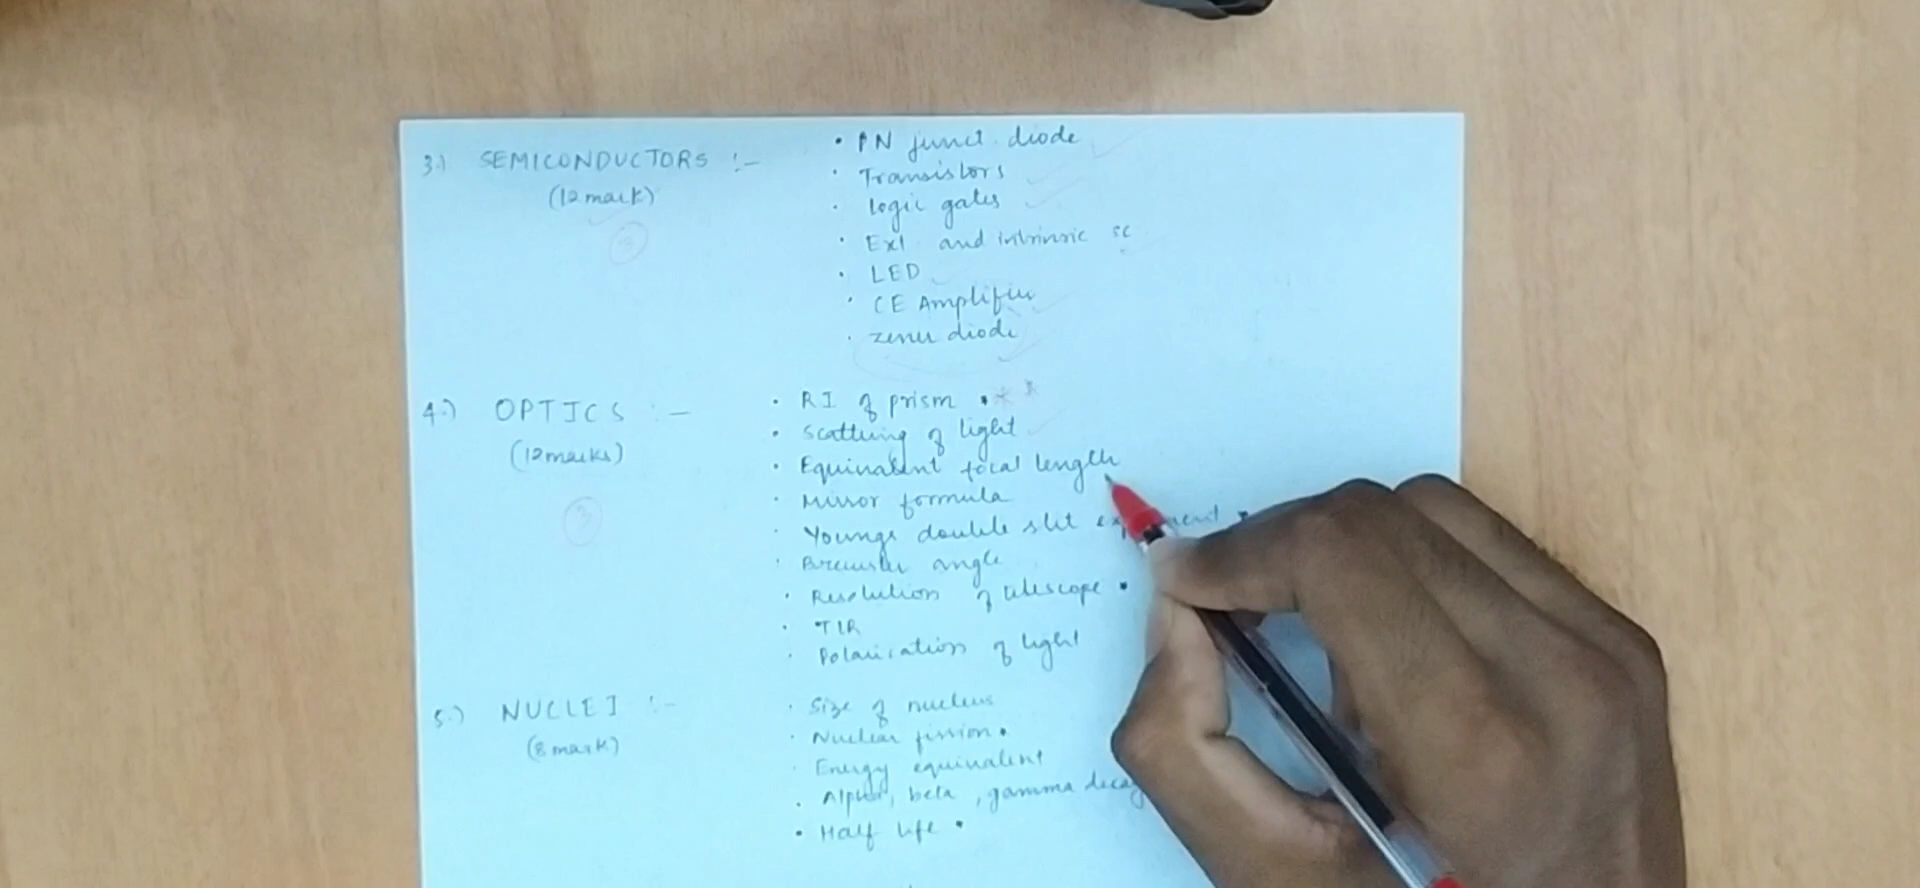 3.) SEMICONDUCTORS :-
(12 mark)
3
• PN junct. diode
• Transistors
• logic gates
• Ext. and intrinsic SC
• LED
• CE Amplifier
• zener diode
4.) OPTICS :-
(12 marks)
3
• RI of prism • * *
• Scattering of light
• Equivalent focal length
• Mirror formula
• Youngs double slit •
• Brewster angle
• Resolution of telescope •
• TIR
• Polarisation of light
5.) NUCLEI :-
(8 mark)
• Size of nucleus
• Nuclear fission •
• Energy equivalent
• Alpha, beta, gamma decay
• Half life •